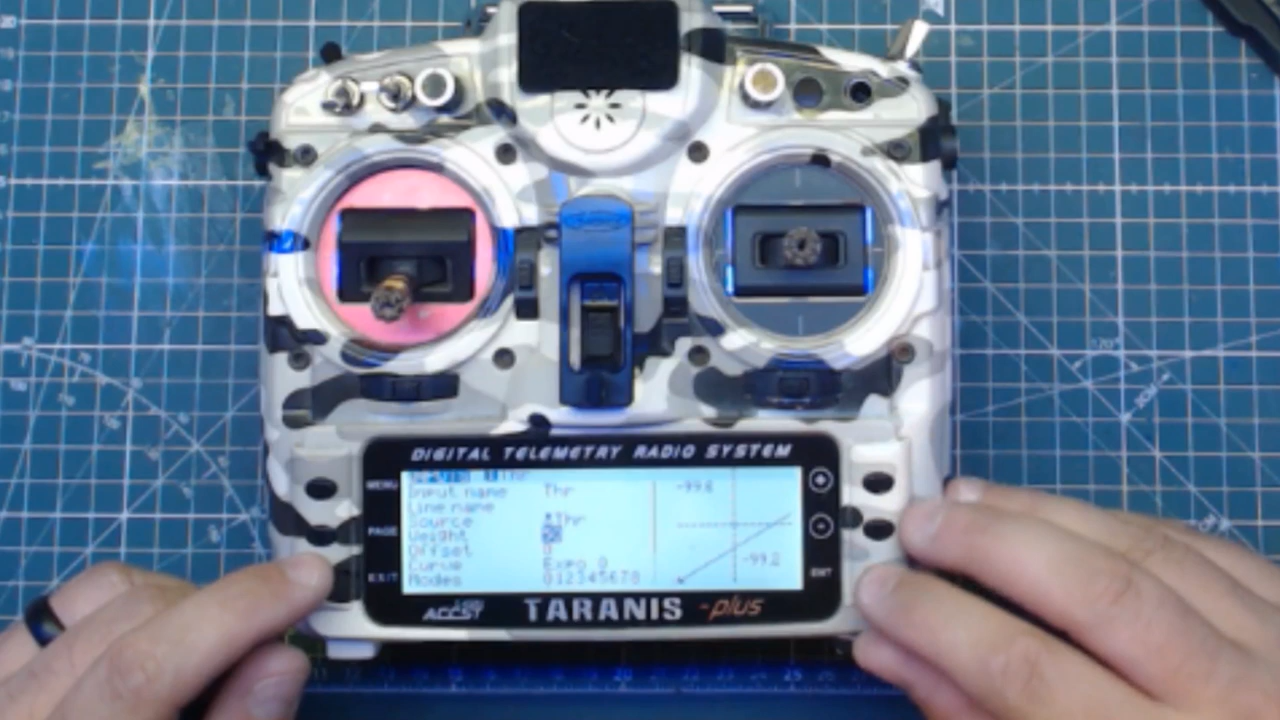 DIGITAL TELEMETRY RADIO SYSTEM
MENU
PAGE
EXIT
Input name Thr
Line name
Source Thr
Weight
Offset 0
Curve Expo 0
Modes 012345678
-99.6
-99.2
ENT
ACCST
TARANIS -plus